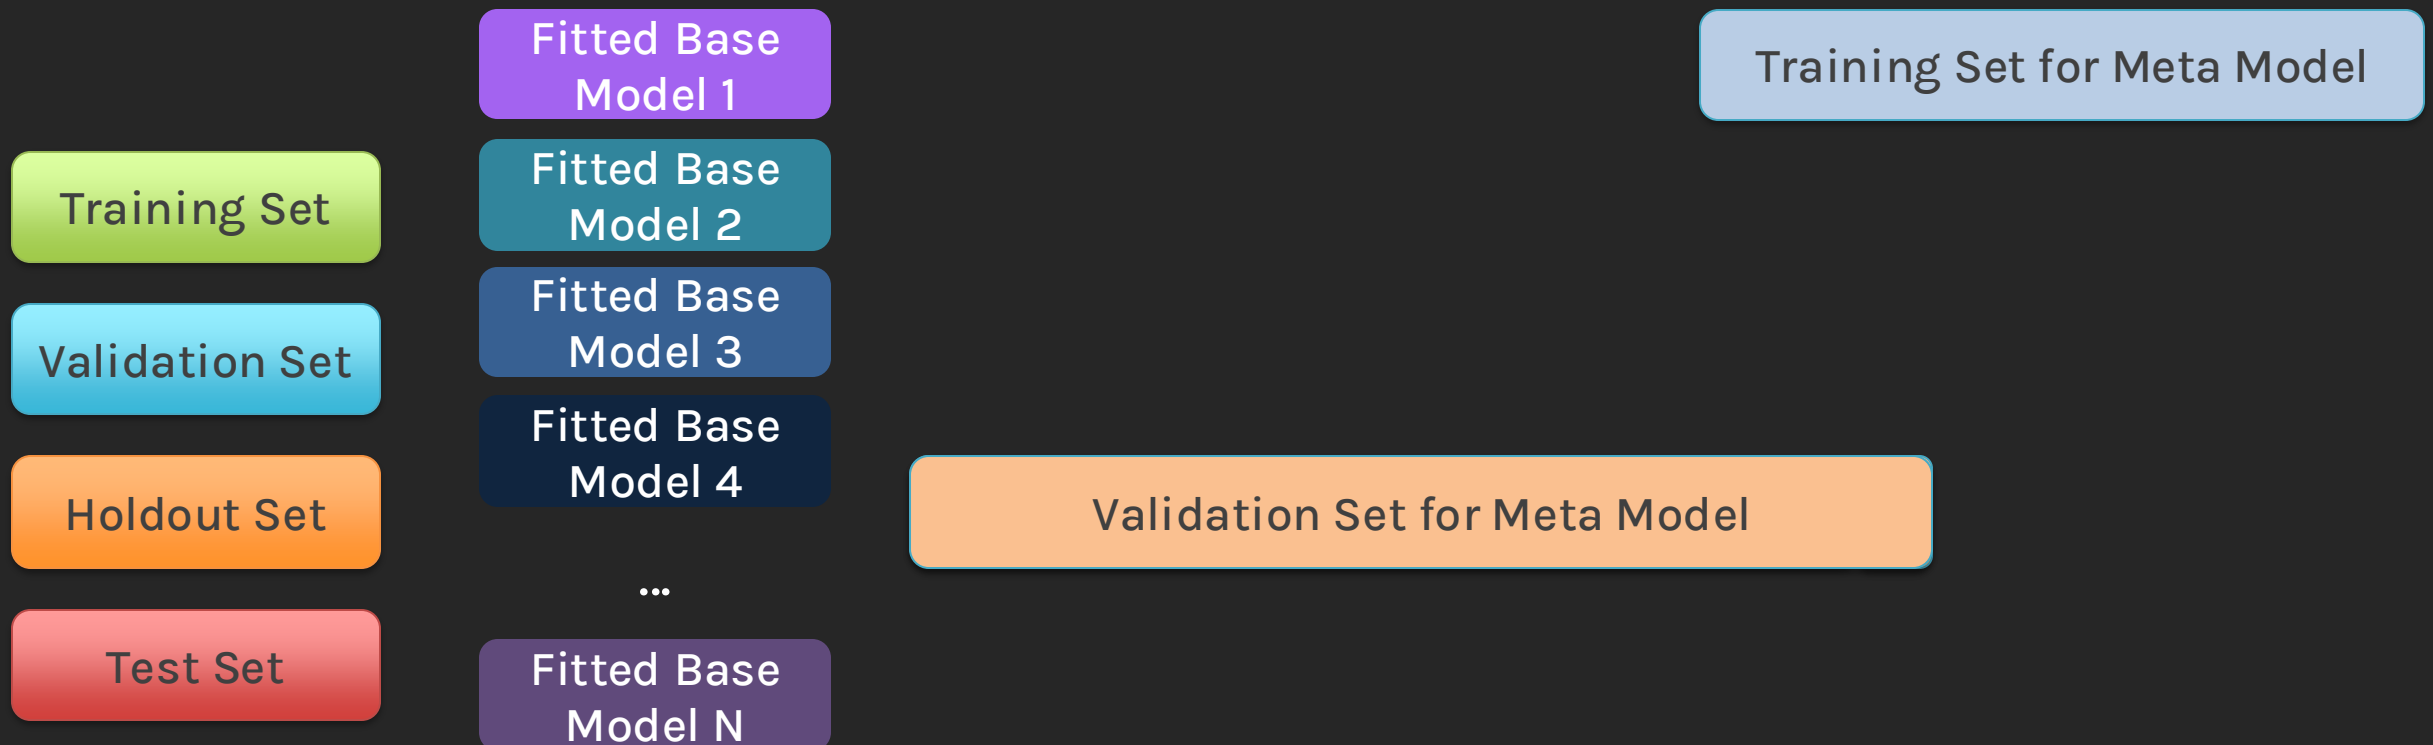 Training Set
Validation Set
Holdout Set
Test Set
Fitted Base
Model 1
Fitted Base
Model 2
Fitted Base
Model 3
Fitted Base
Model 4
...
Fitted Base
Model N
Training Set for Meta Model
Validation Set for Meta Model